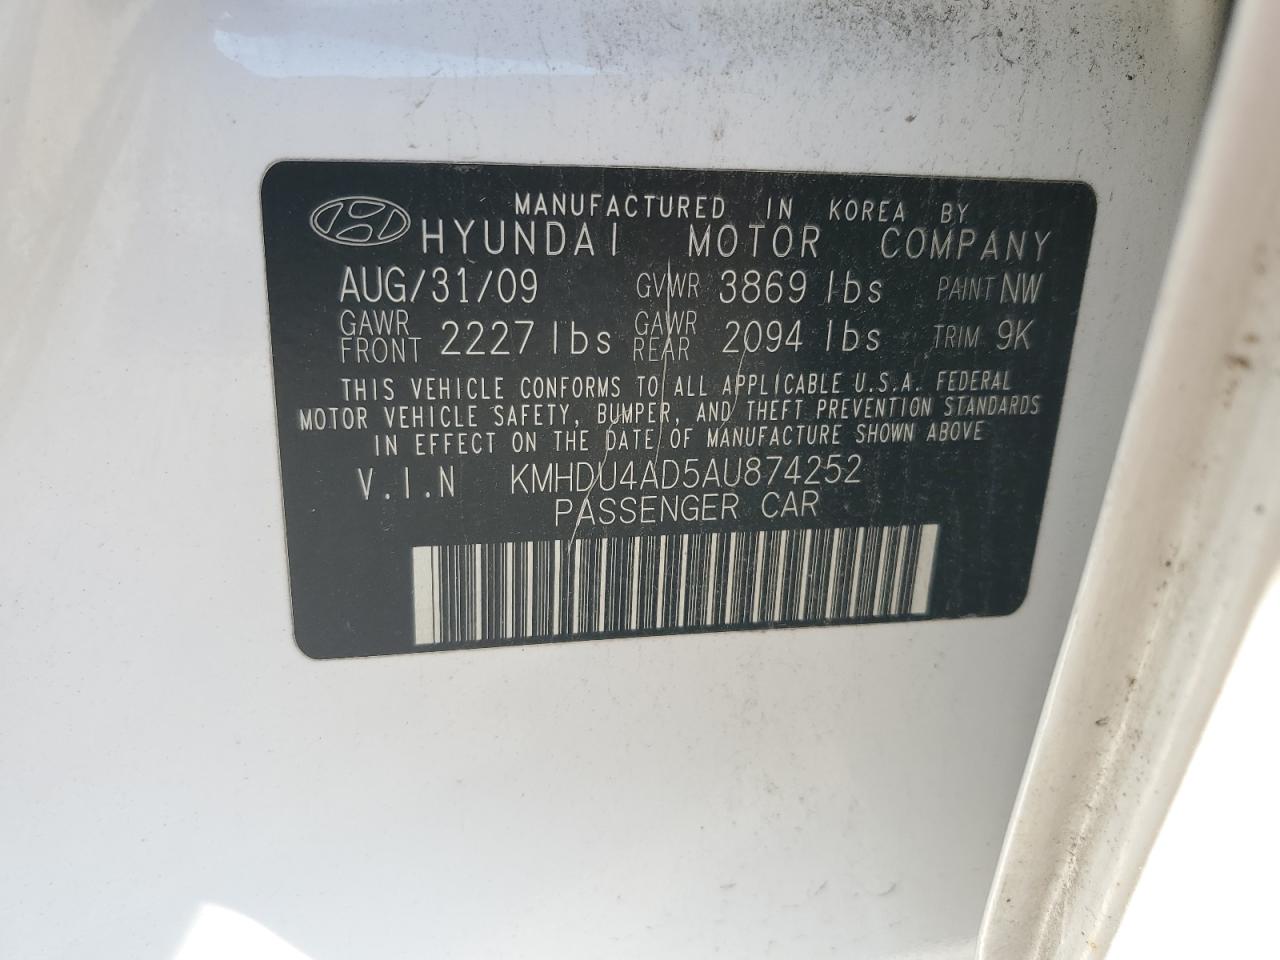 MANUFACTURED IN KOREA BY
HYUNDAI MOTOR COMPANY
AUG/31/09 GVWR 3869 lbs PAINT NW
GAWR FRONT 2227 lbs GAWR REAR 2094 lbs TRIM 9K
THIS VEHICLE CONFORMS TO ALL APPLICABLE U.S.A. FEDERAL
MOTOR VEHICLE SAFETY, BUMPER, AND THEFT PREVENTION STANDARDS
IN EFFECT ON THE DATE OF MANUFACTURE SHOWN ABOVE
V.I.N KMHDU4AD5AU874252
PASSENGER CAR